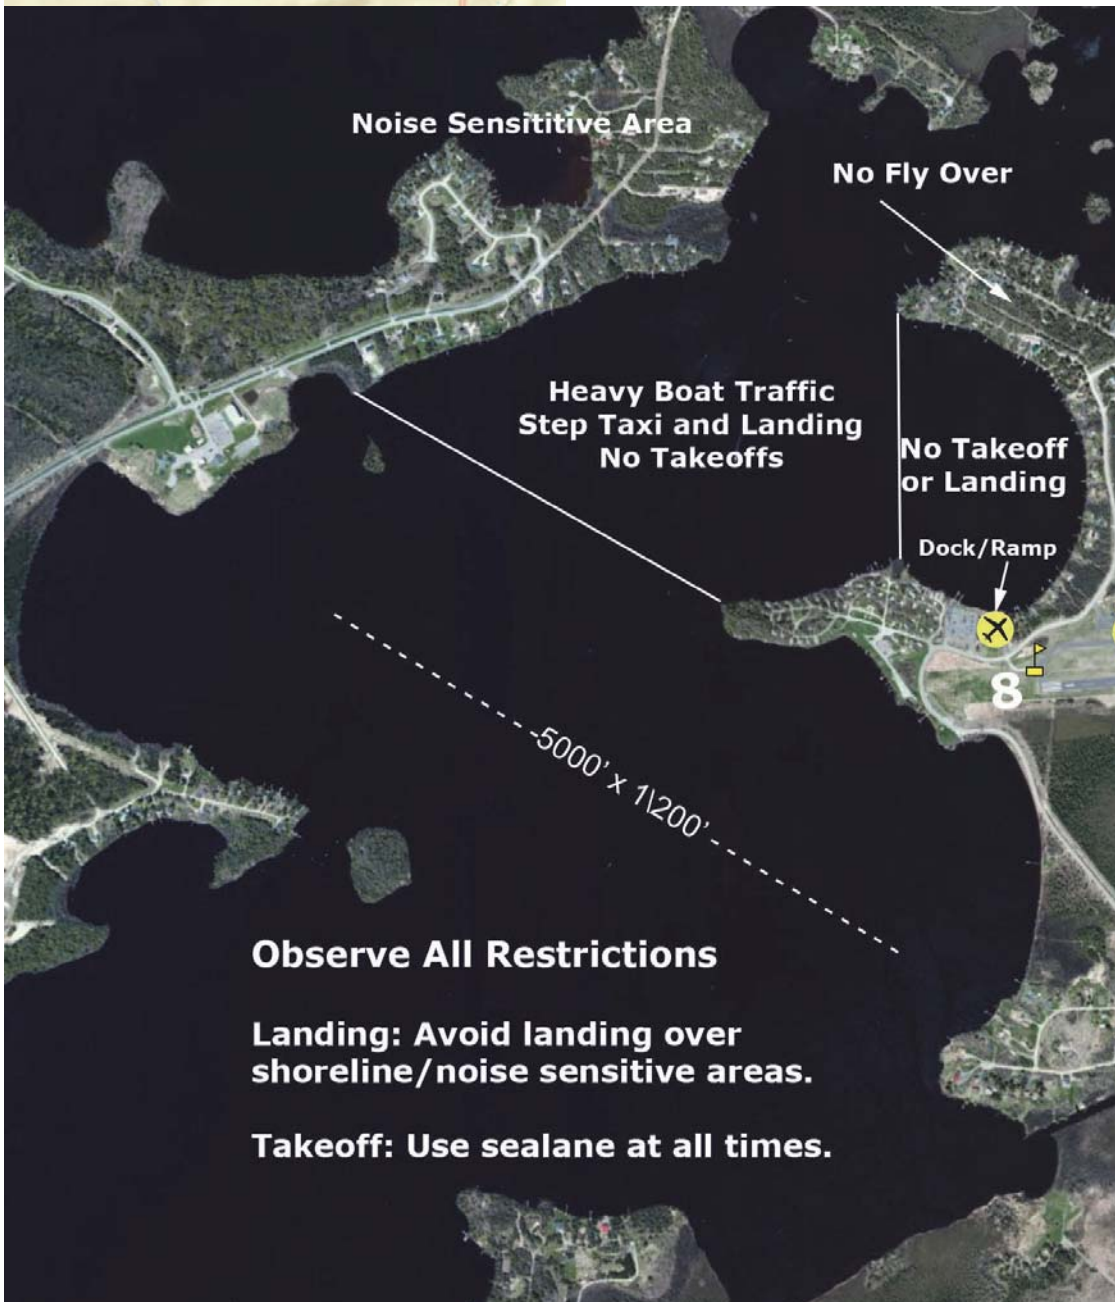 Noise Sensititive Area
No Fly Over
Heavy Boat Traffic
Step Taxi and Landing
No Takeoffs
No Takeoff
or Landing
Dock/Ramp
8
5000' x 1\200'
Observe All Restrictions
Landing: Avoid landing over
shoreline/noise sensitive areas.
Takeoff: Use sealane at all times.